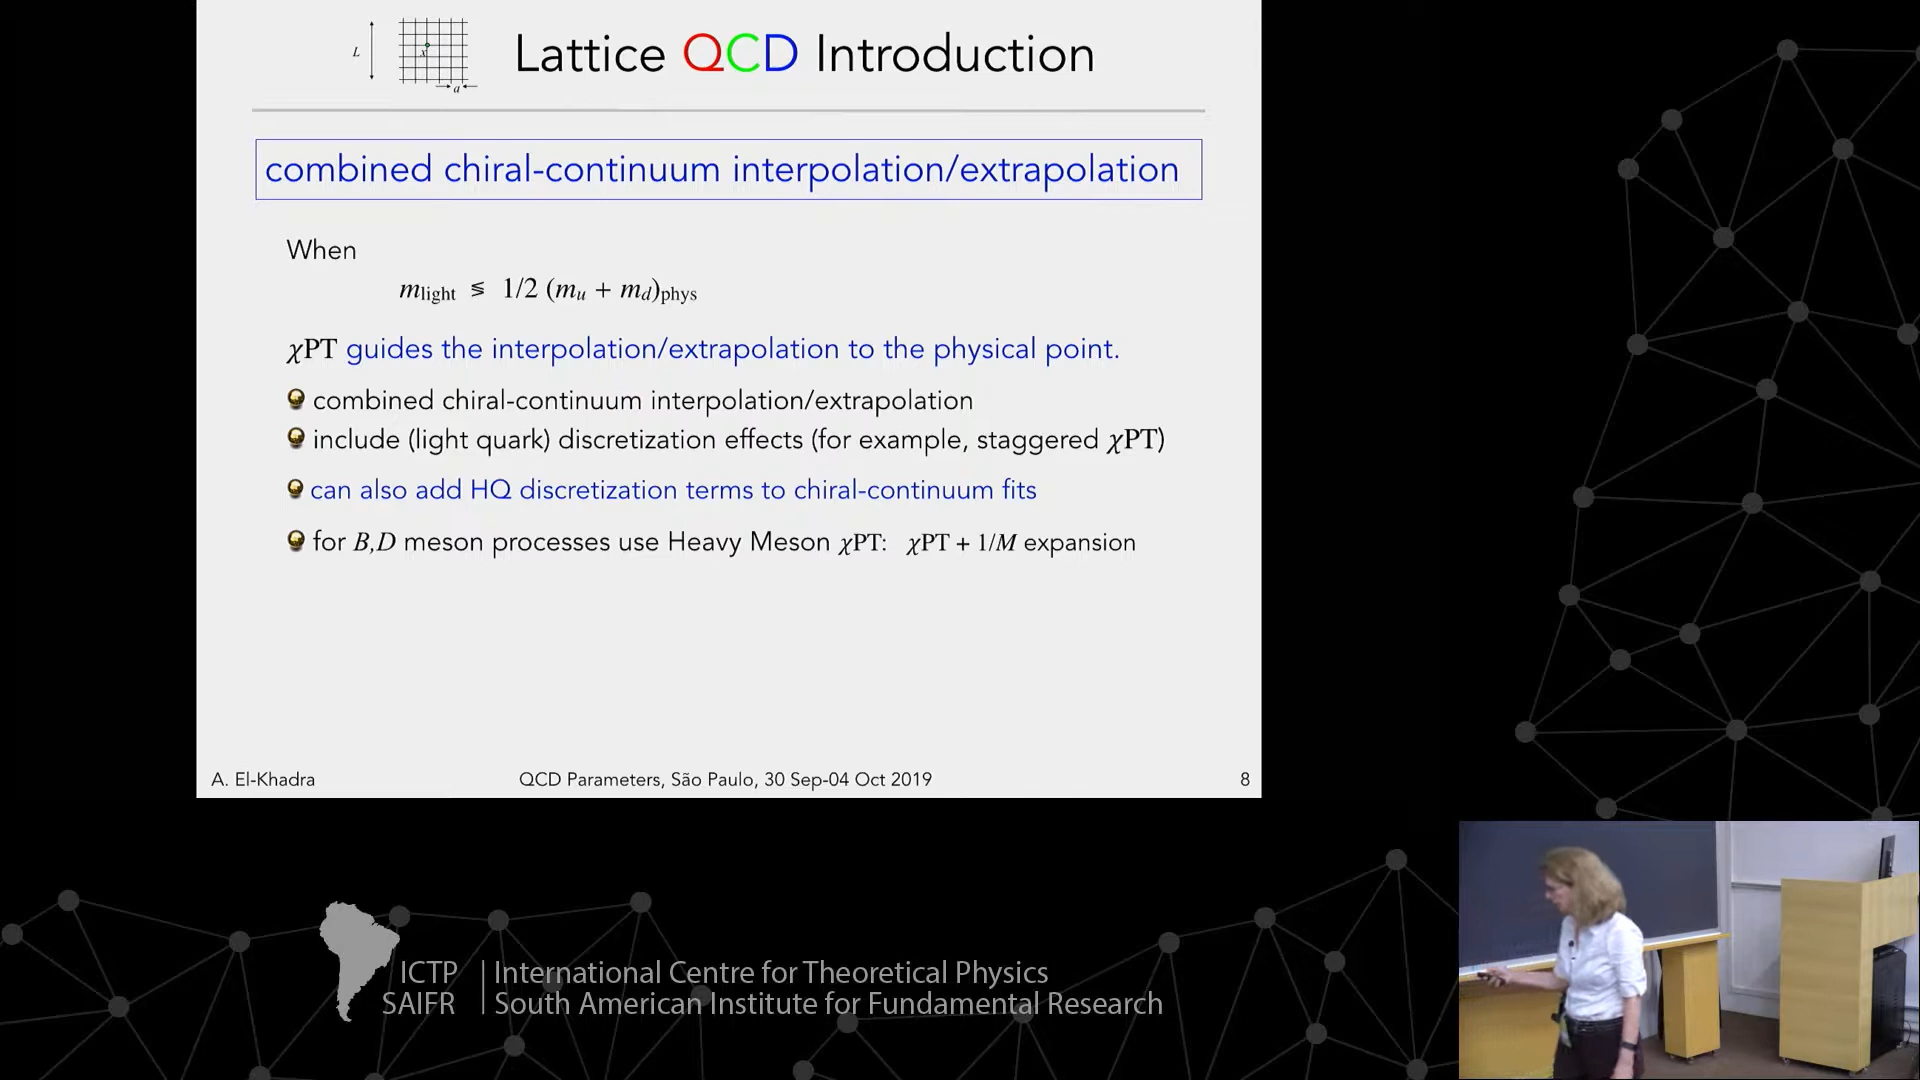 L
x
a
Lattice QCD Introduction
combined chiral-continuum interpolation/extrapolation
When
m_light ≶ 1/2 (m_u + m_d)_phys
χPT guides the interpolation/extrapolation to the physical point.
combined chiral-continuum interpolation/extrapolation
include (light quark) discretization effects (for example, staggered χPT)
can also add HQ discretization terms to chiral-continuum fits
for B,D meson processes use Heavy Meson χPT: χPT + 1/M expansion
A. El-Khadra QCD Parameters, São Paulo, 30 Sep-04 Oct 2019 8
ICTP | International Centre for Theoretical Physics
SAIFR | South American Institute for Fundamental Research